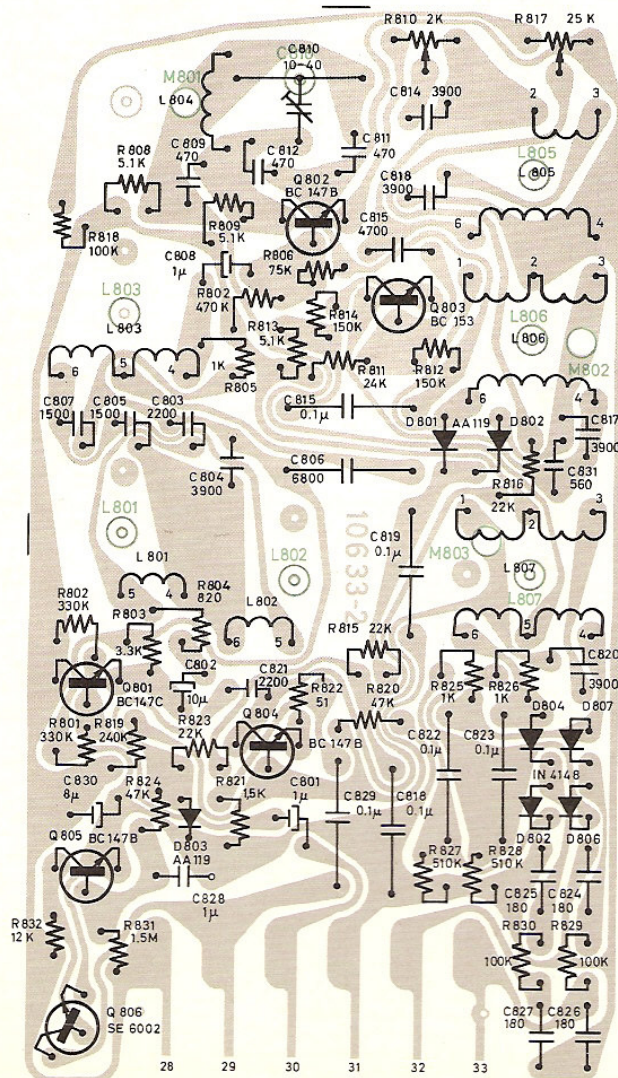 R810 2K
R817 25K
C810
C810
10-40
M801
L804
C814 3900
2 3
R808
5.1K
C809
470
C812
470
C811
470
L805
L805
Q802
BC 147B
C818
3900
R818
100K
R809
5.1K
C815
4700
6 4
C808
1µ
R806
75K
1 2 3
L803
L803
R802
470K
R814
150K
Q803
BC 153
L806
L806
R813
5.1K
M802
6 5 4
1K
R805
R811
24K
R812
150K
C807
1500
C805
1500
C803
2200
C815
0.1µ
6 4
D801 AA119 D802
C817
3900
C804
3900
C806
6800
R816
22K
C831
560
1 2 3
L801
C819
0.1µ
M803
10633-2
L801
L802
L807
L807
R802
330K
5 4
R804
820
L802
R803
3.3K
6 5
R815 22K
6 5 4
Q801
BC147C
C802
10µ
C821
2200
R822
51
R820
47K
R825
1K
R826
1K
C820
3900
R801
330K
R819
240K
R823
22K
Q804
BC 147B
C822
0.1µ
C823
0.1µ
D804 D807
IN 4148
C830
8µ
R824
47K
R821
1,5K
C801
1µ
C829
0.1µ
C818
0.1µ
Q805
BC147B
D803
AA119
D802 D806
R827
510K
R828
510K
C828
1µ
C825
180
C824
180
R832
12K
R831
1.5M
R830
100K
R829
100K
Q 806
SE 6002
C827
180
C826
180
28 29 30 31 32 33